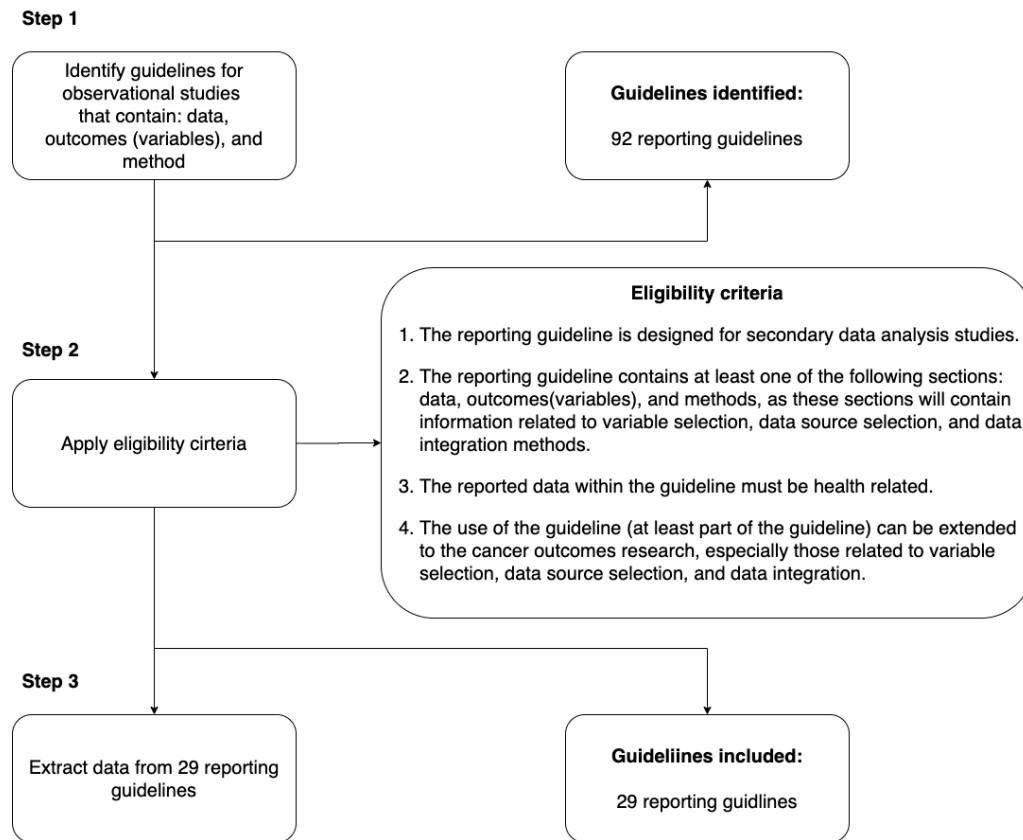 Step 1
Identify guidelines for
observational studies
that contain: data,
outcomes (variables), and
method
Guidelines identified:
92 reporting guidelines
Step 2
Apply eligibility cirteria
Eligibility criteria
1. The reporting guideline is designed for secondary data analysis studies.
2. The reporting guideline contains at least one of the following sections:
data, outcomes(variables), and methods, as these sections will contain
information related to variable selection, data source selection, and data
integration methods.
3. The reported data within the guideline must be health related.
4. The use of the guideline (at least part of the guideline) can be extended
to the cancer outcomes research, especially those related to variable
selection, data source selection, and data integration.
Step 3
Extract data from 29 reporting
guidelines
Guideliines included:
29 reporting guidlines